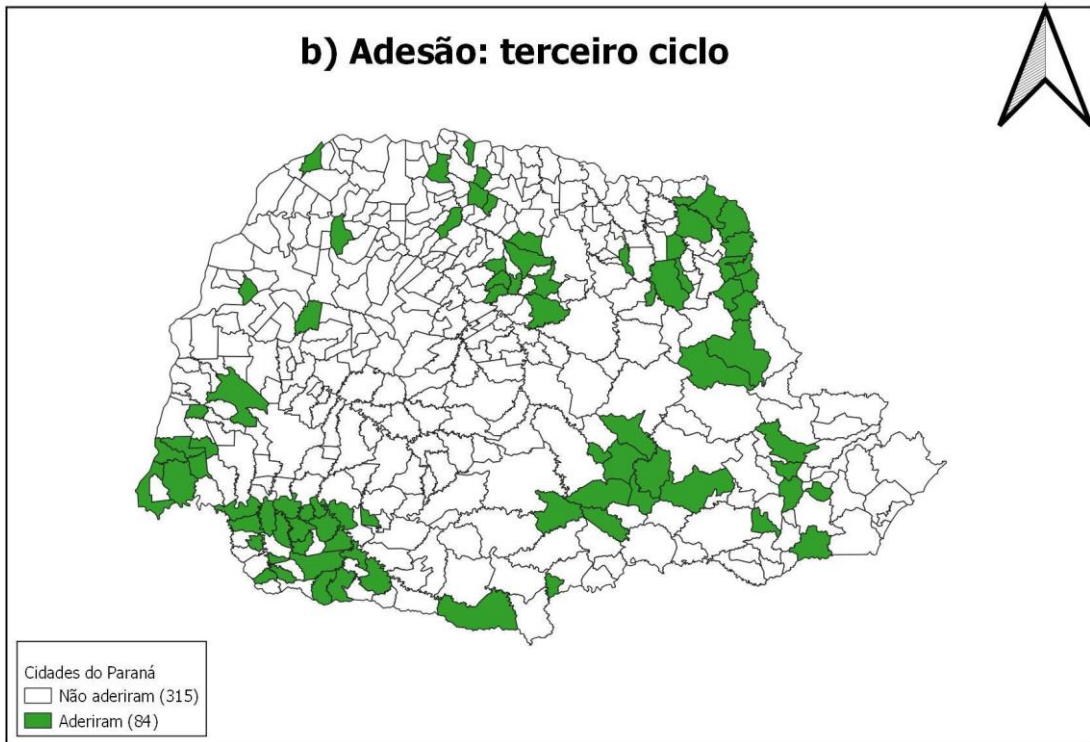 b) Adesão: terceiro ciclo
Cidades do Paraná
Não aderiram (315)
Aderiram (84)